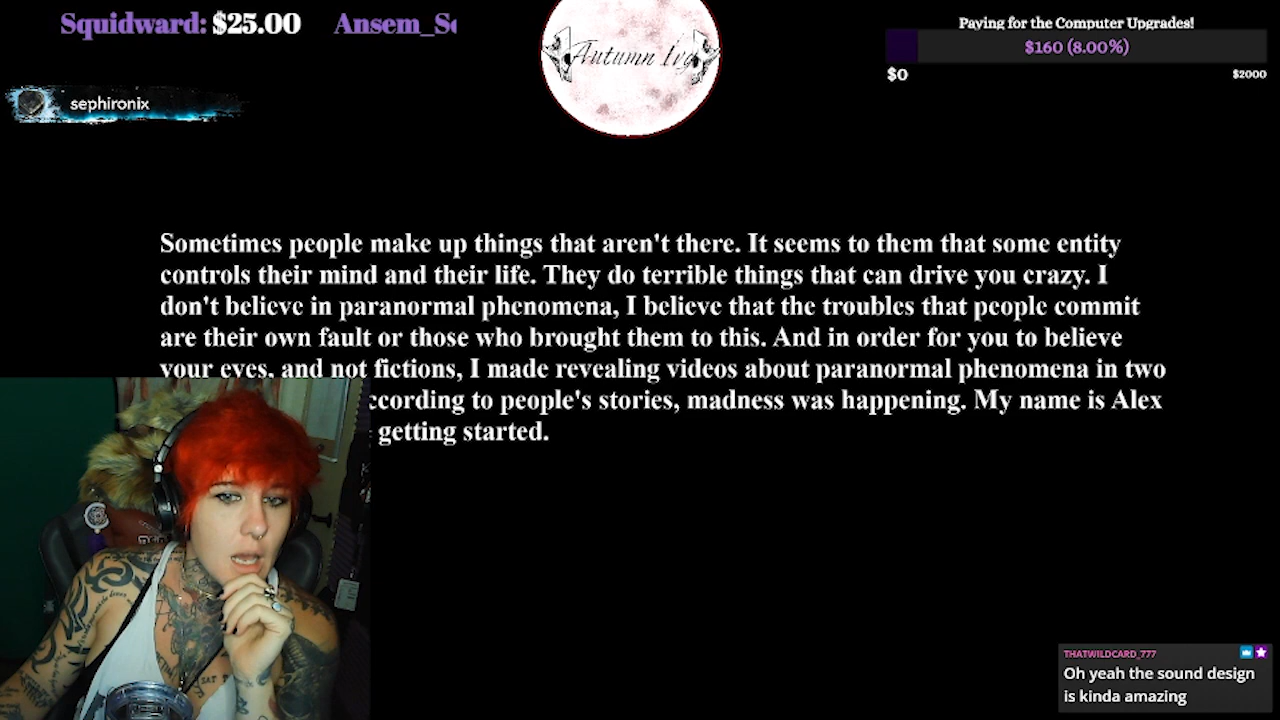 Squidward: $25.00 Ansem_Se
Autumn Ivy
Paying for the Computer Upgrades!
$160 (8.00%)
$0
$2000
sephironix
Sometimes people make up things that aren't there. It seems to them that some entity
controls their mind and their life. They do terrible things that can drive you crazy. I
don't believe in paranormal phenomena, I believe that the troubles that people commit
are their own fault or those who brought them to this. And in order for you to believe
your eyes, and not fictions, I made revealing videos about paranormal phenomena in two
ccording to people's stories, madness was happening. My name is Alex
getting started.
THATWILDCARD_777
Oh yeah the sound design
is kinda amazing